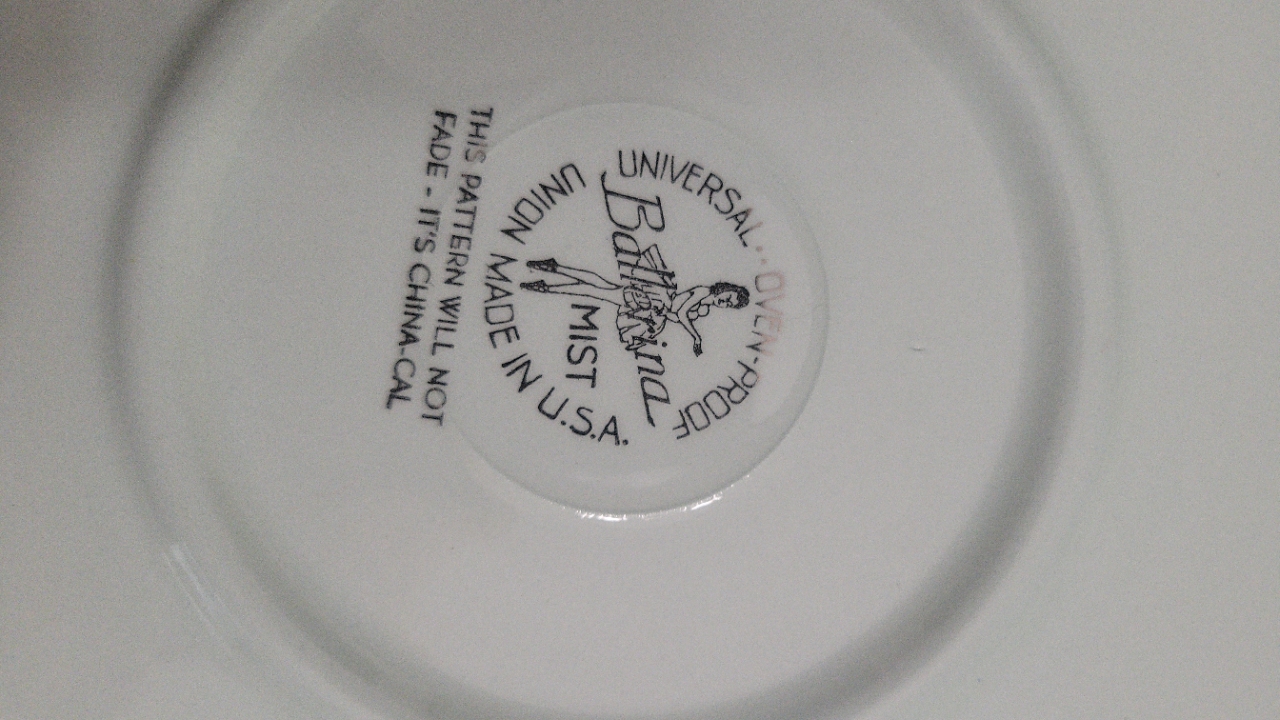 UNIVERSAL..OVEN-PROOF
Ballerina
MIST
UNION MADE IN U.S.A.
THIS PATTERN WILL NOT
FADE - IT'S CHINA-CAL